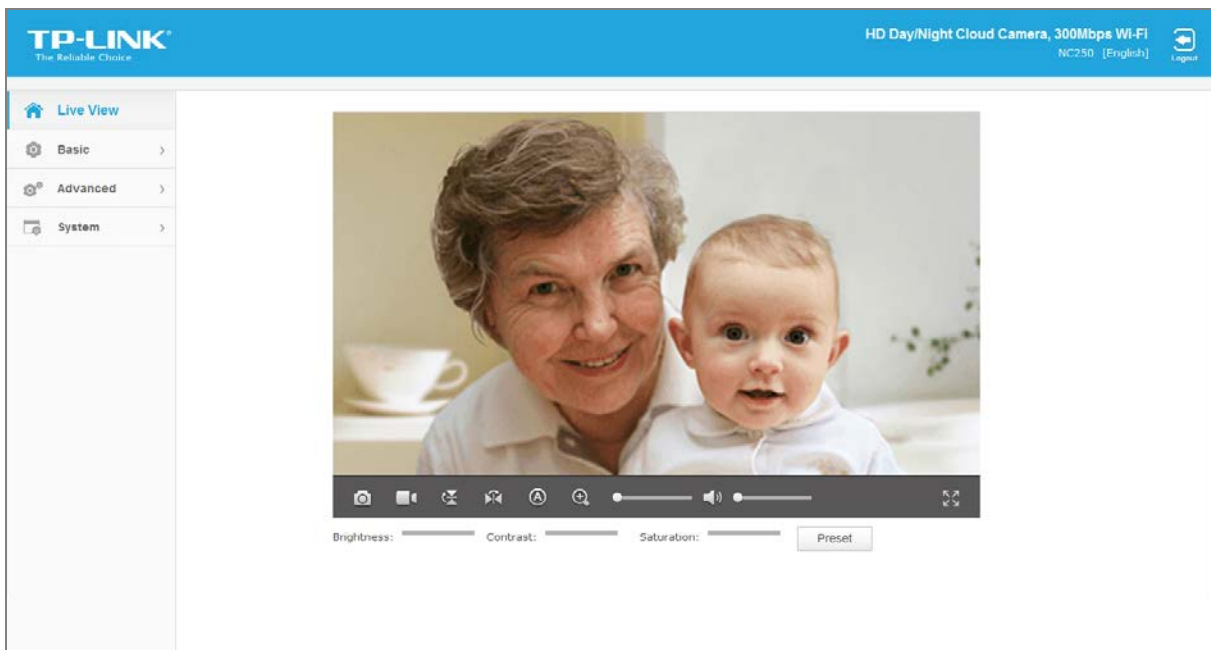 TP-LINK®
The Reliable Choice
HD Day/Night Cloud Camera, 300Mbps Wi-Fi
NC250 [English]
Logout
Live View
Basic
Advanced
System
A
Brightness:
Contrast:
Saturation:
Preset